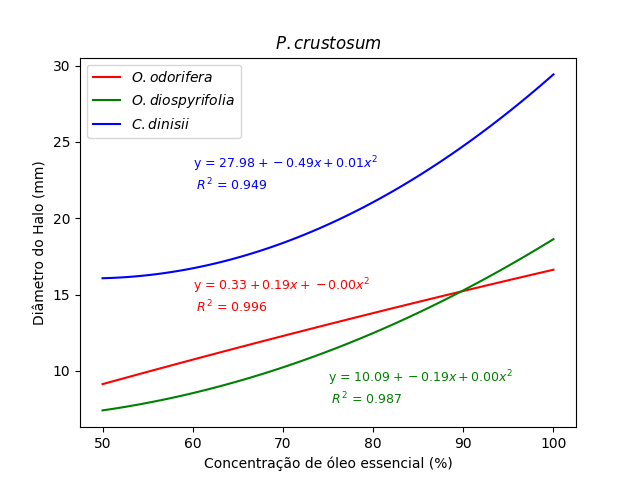 P. crustosum
O. odorifera
O. diospyrifolia
C. dinisii
y = 27.98 + −0.49x + 0.01x²
R² = 0.949
y = 0.33 + 0.19x + −0.00x²
R² = 0.996
y = 10.09 + −0.19x + 0.00x²
R² = 0.987
Diâmetro do Halo (mm)
30
25
20
15
10
50 60 70 80 90 100
Concentração de óleo essencial (%)